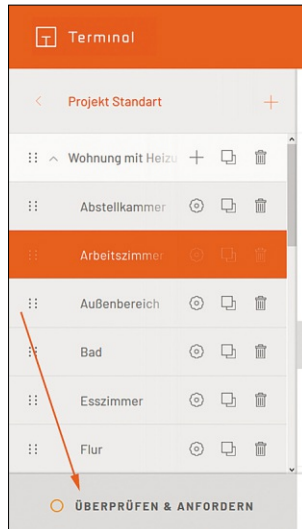 Terminal
Projekt Standart
Wohnung mit Heizu
Abstellkammer
Arbeitszimmer
Außenbereich
Bad
Esszimmer
Flur
ÜBERPRÜFEN & ANFORDERN